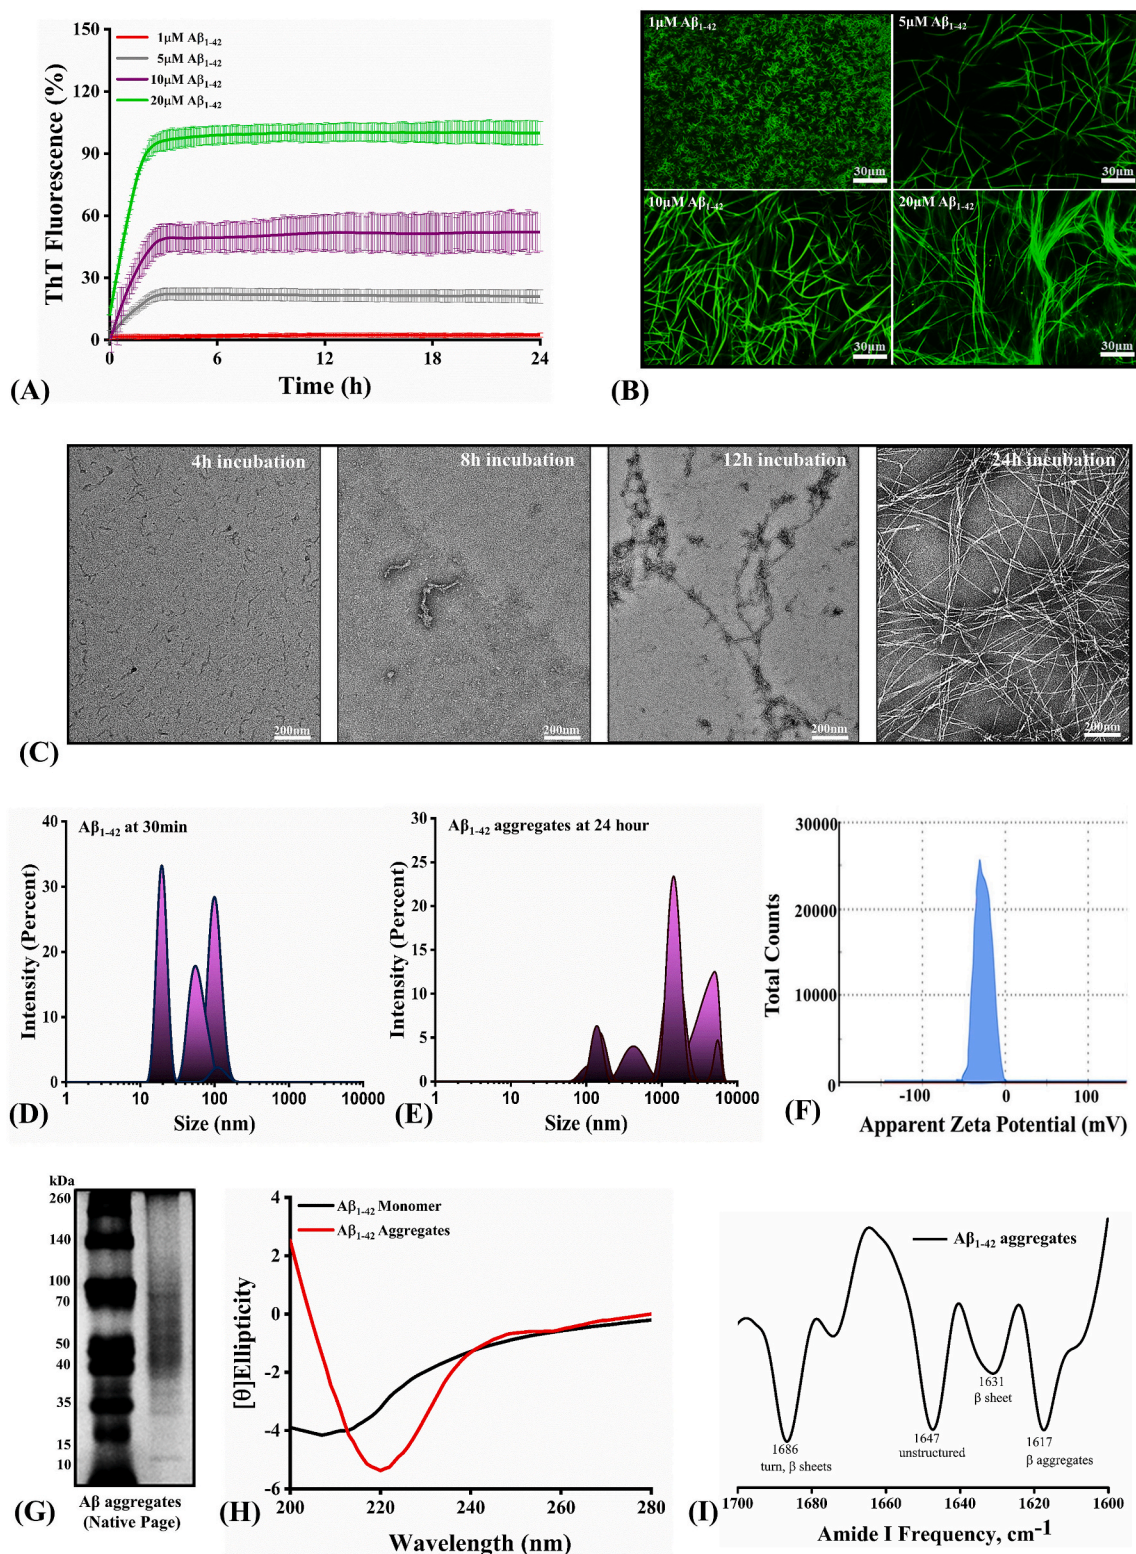 150
120
90
60
30
0
ThT Fluorescence (%)
1μM Aβ1-42
5μM Aβ1-42
10μM Aβ1-42
20μM Aβ1-42
0 6 12 18 24
Time (h)
(A)
1μM Aβ1-42
30μm
5μM Aβ1-42
30μm
10μM Aβ1-42
30μm
20μM Aβ1-42
30μm
(B)
4h incubation
200nm
8h incubation
200nm
12h incubation
200nm
24h incubation
200nm
(C)
Aβ1-42 at 30min
40
30
20
10
0
Intensity (Percent)
1 10 100 1000 10000
Size (nm)
(D)
Aβ1-42 aggregates at 24 hour
30
25
20
15
10
5
0
Intensity (Percent)
1 10 100 1000 10000
Size (nm)
(E)
30000
20000
10000
0
Total Counts
-100 0 100
Apparent Zeta Potential (mV)
(F)
kDa
260
140
100
70
50
40
35
15
10
Aβ aggregates
(Native Page)
(G)
4
2
0
-2
-4
-6
[θ]Ellipticity
Aβ1-42 Monomer
Aβ1-42 Aggregates
200 220 240 260 280
Wavelength (nm)
(H)
Aβ1-42 aggregates
1686
turn, β sheets
1647
unstructured
1631
β sheet
1617
β aggregates
1700 1680 1660 1640 1620 1600
Amide I Frequency, cm-1
(I)